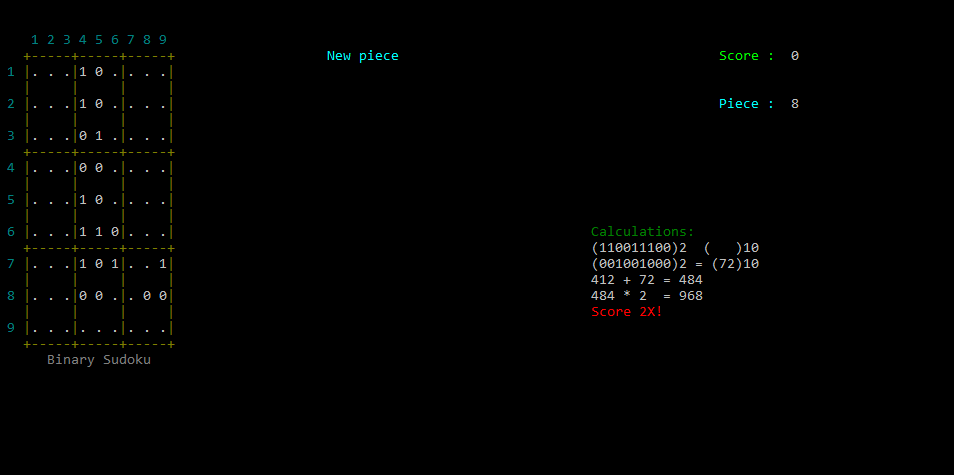 1 2 3 4 5 6 7 8 9
New piece
Score : 0
+-----+-----+-----+
1 |. . .|1 0 .|. . .|
| | | |
2 |. . .|1 0 .|. . .|
Piece : 8
| | | |
3 |. . .|0 1 .|. . .|
+-----+-----+-----+
4 |. . .|0 0 .|. . .|
| | | |
5 |. . .|1 0 .|. . .|
| | | |
6 |. . .|1 1 0|. . .|
+-----+-----+-----+
7 |. . .|1 0 1|. . 1|
| | | |
8 |. . .|0 0 .|. 0 0|
| | | |
9 |. . .|. . .|. . .|
+-----+-----+-----+
Binary Sudoku
Calculations:
(110011100)2  (   )10
(001001000)2 = (72)10
412 + 72 = 484
484 * 2  = 968
Score 2X!